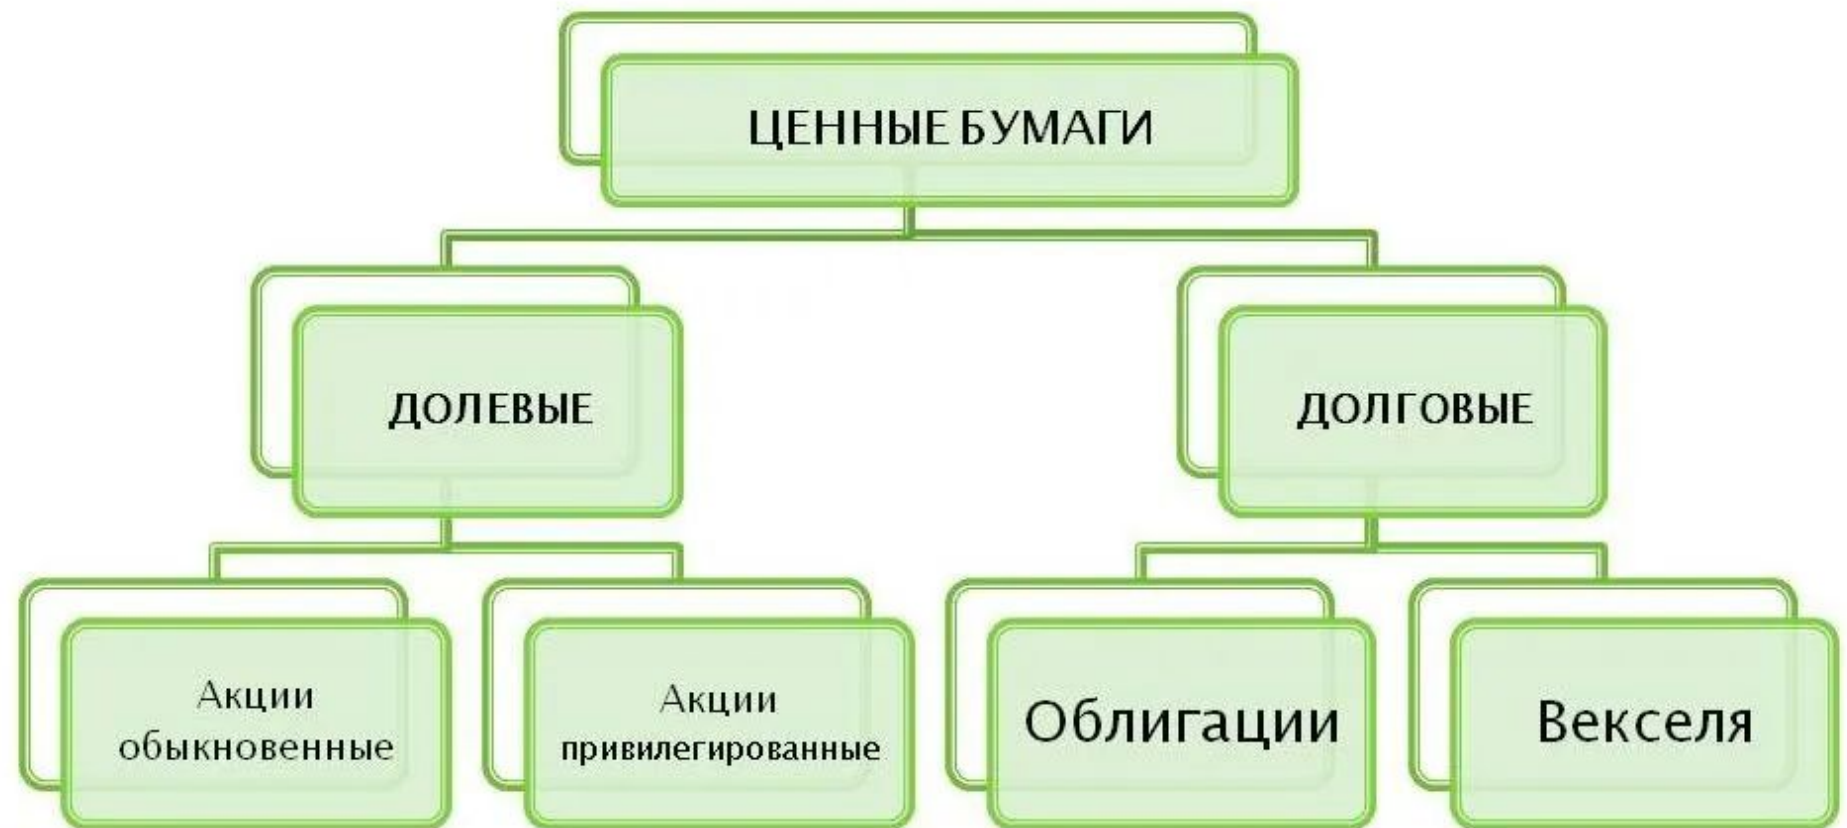 ЦЕННЫЕ БУМАГИ
ДОЛЕВЫЕ
ДОЛГОВЫЕ
Акции
обыкновенные
Акции
привилегированные
Облигации
Векселя